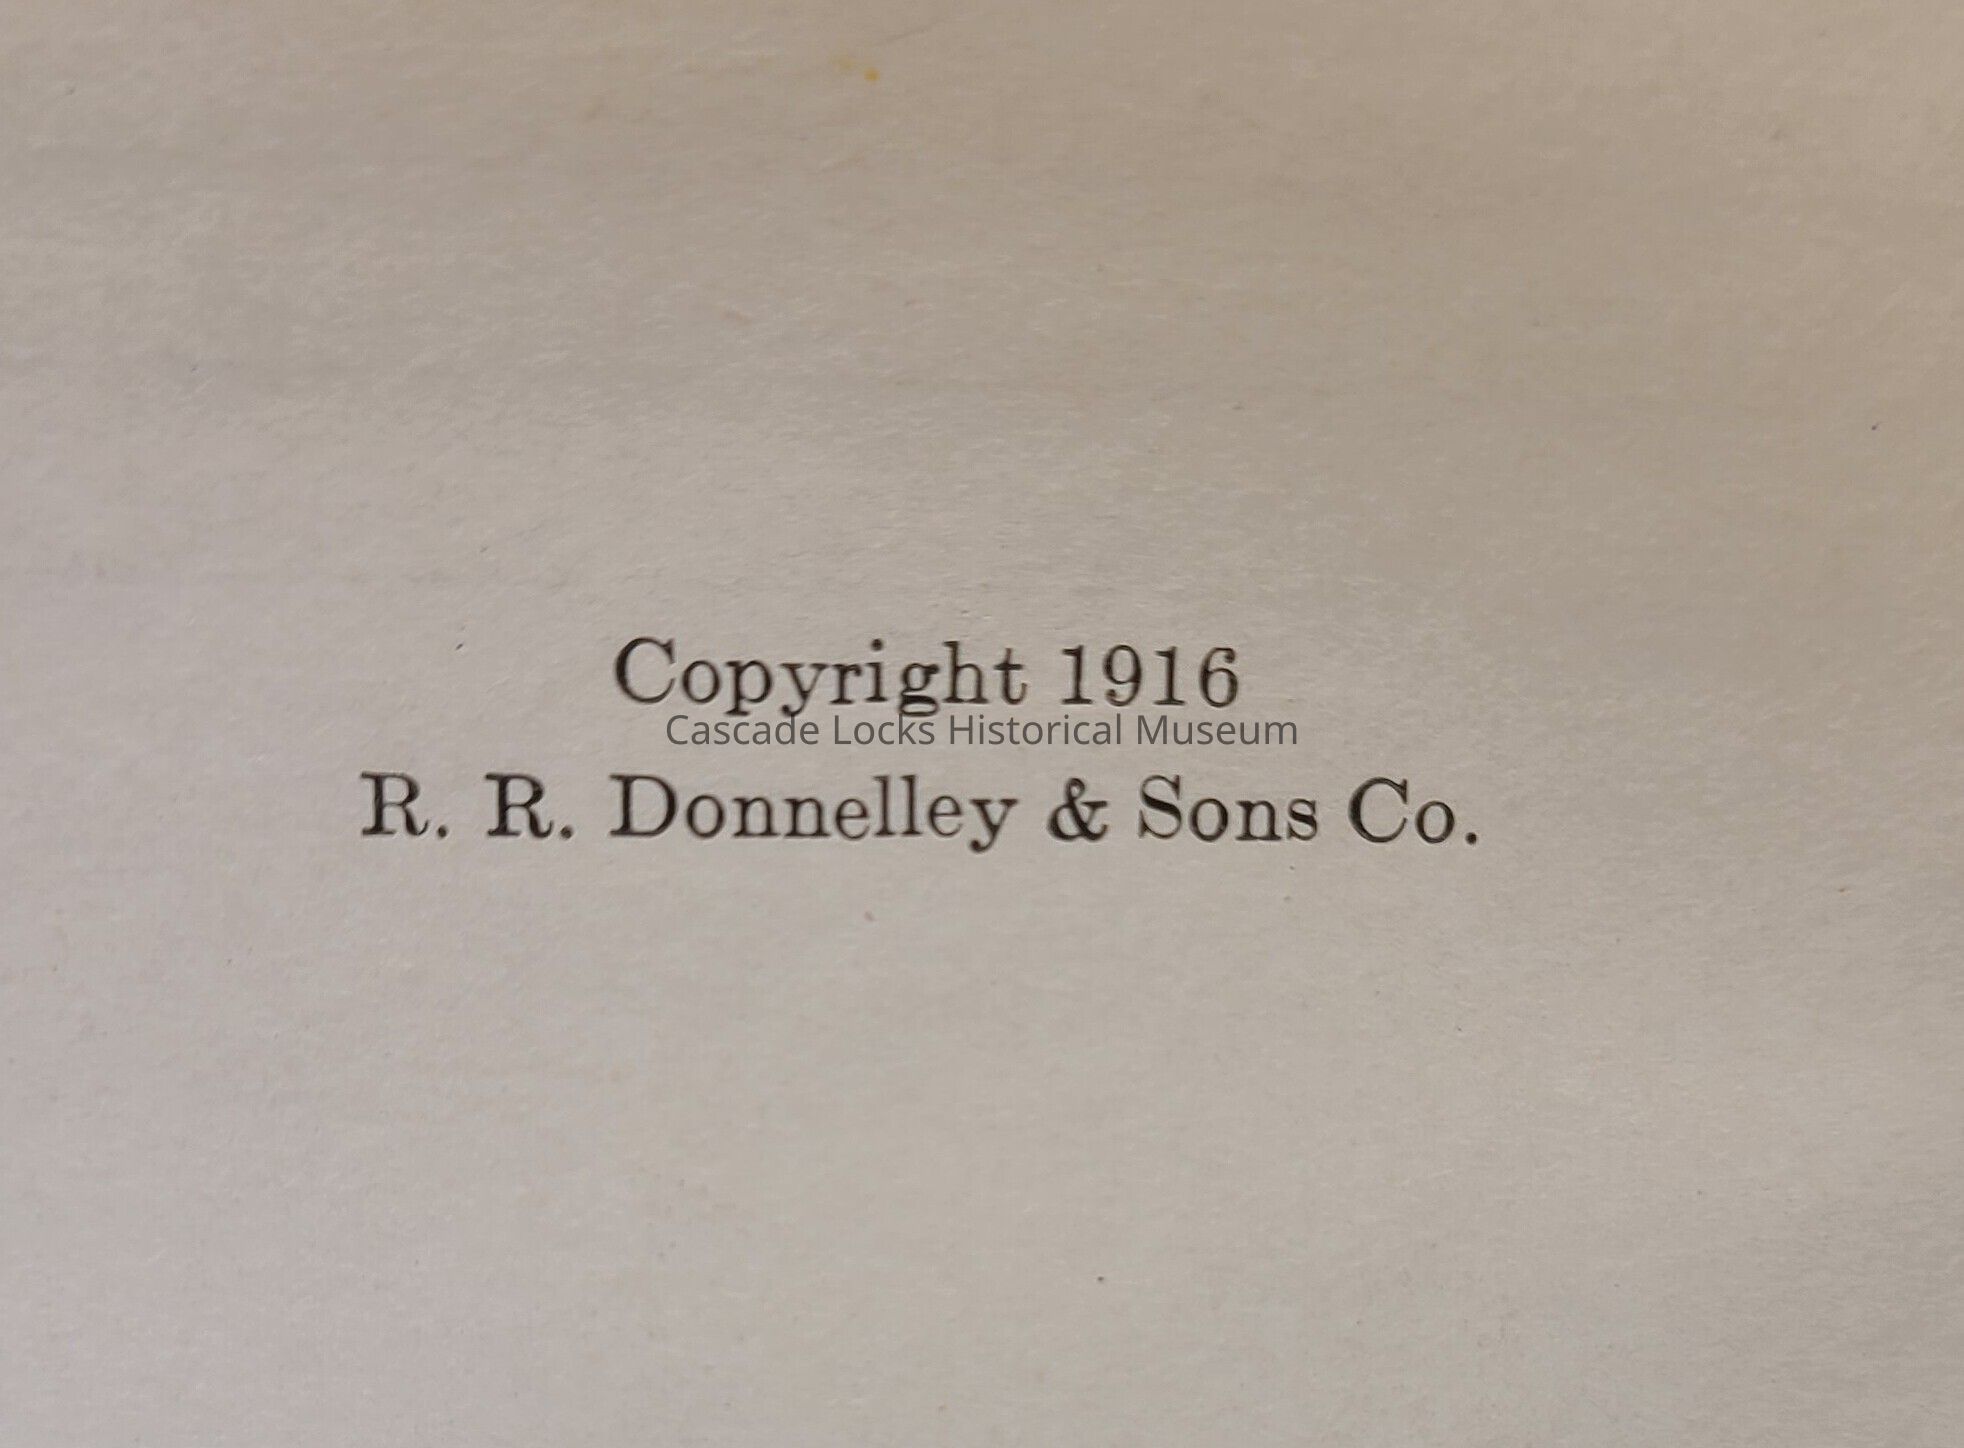 Copyright 1916
Cascade Locks Historical Museum
R. R. Donnelley & Sons Co.